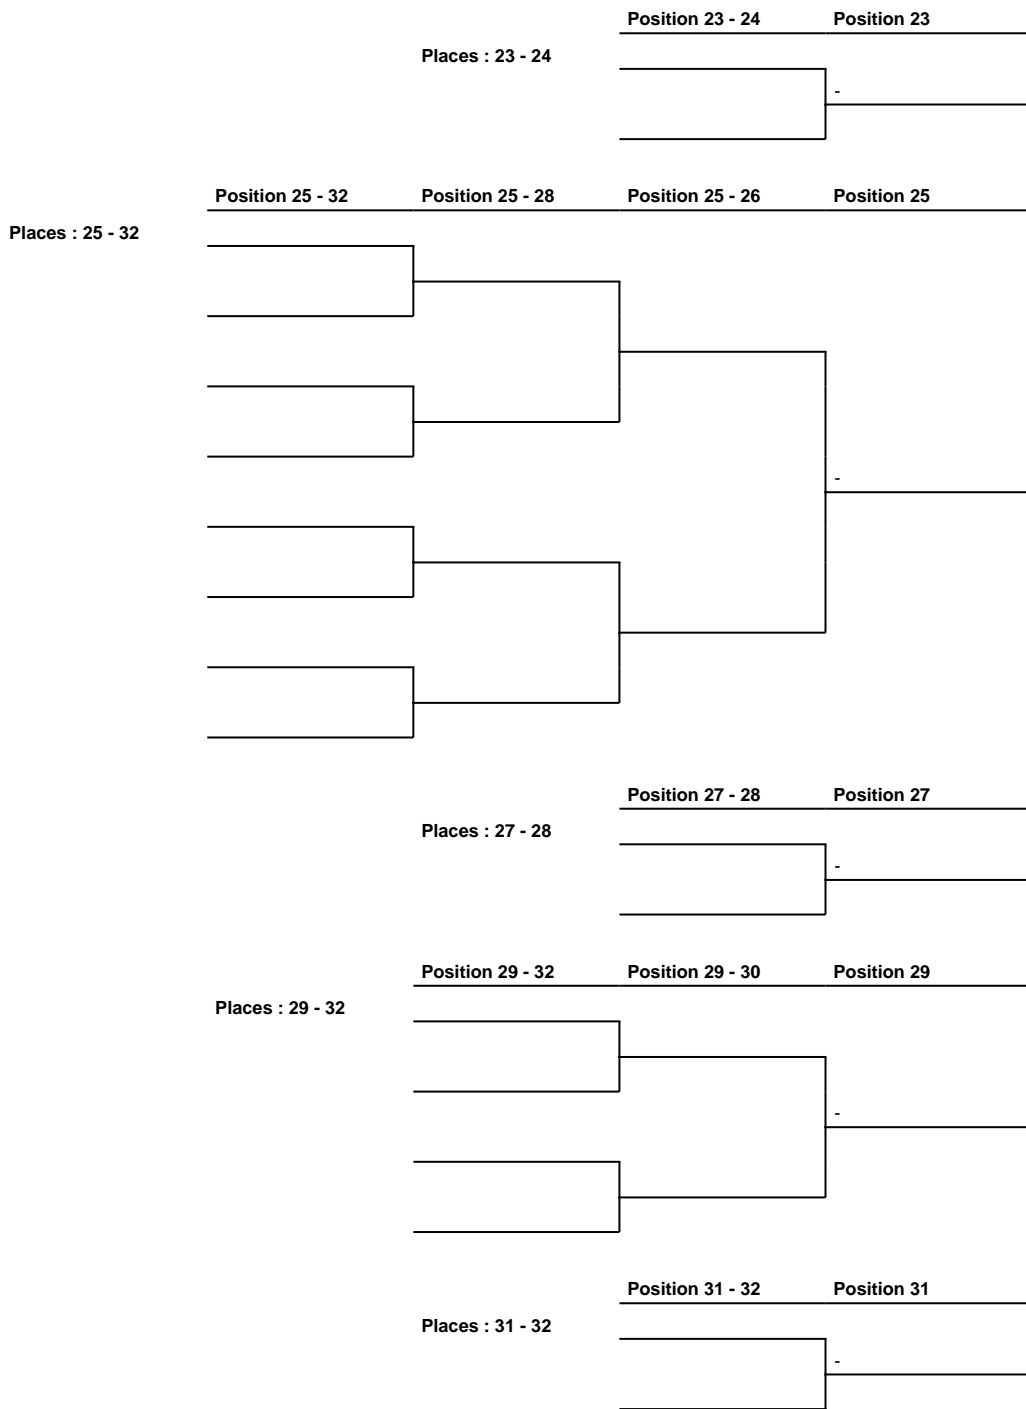 Position 23 - 24 Position 23
Places : 23 - 24
-
Position 25 - 32 Position 25 - 28 Position 25 - 26 Position 25
Places : 25 - 32
-
Position 27 - 28 Position 27
Places : 27 - 28
-
Position 29 - 32 Position 29 - 30 Position 29
Places : 29 - 32
-
Position 31 - 32 Position 31
Places : 31 - 32
-